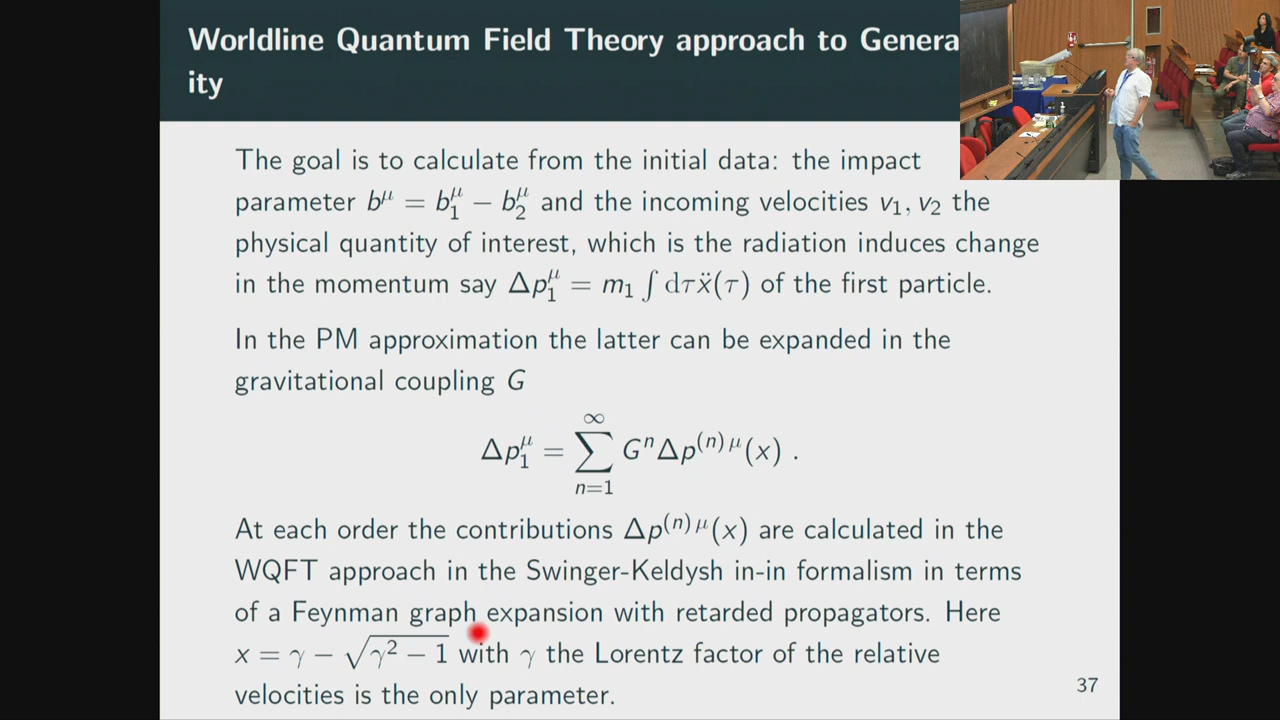 Worldline Quantum Field Theory approach to Genera
ity
The goal is to calculate from the initial data: the impact
parameter b^μ = b_1^μ − b_2^μ and the incoming velocities v_1, v_2 the
physical quantity of interest, which is the radiation induces change
in the momentum say Δp_1^μ = m_1 ∫ dτ ẍ(τ) of the first particle.
In the PM approximation the latter can be expanded in the
gravitational coupling G
Δp_1^μ = ∑_{n=1}^{∞} G^n Δp^{(n) μ}(x) .
At each order the contributions Δp^{(n) μ}(x) are calculated in the
WQFT approach in the Swinger-Keldysh in-in formalism in terms
of a Feynman graph expansion with retarded propagators. Here
x = γ − √(γ^2 − 1) with γ the Lorentz factor of the relative
velocities is the only parameter.
37